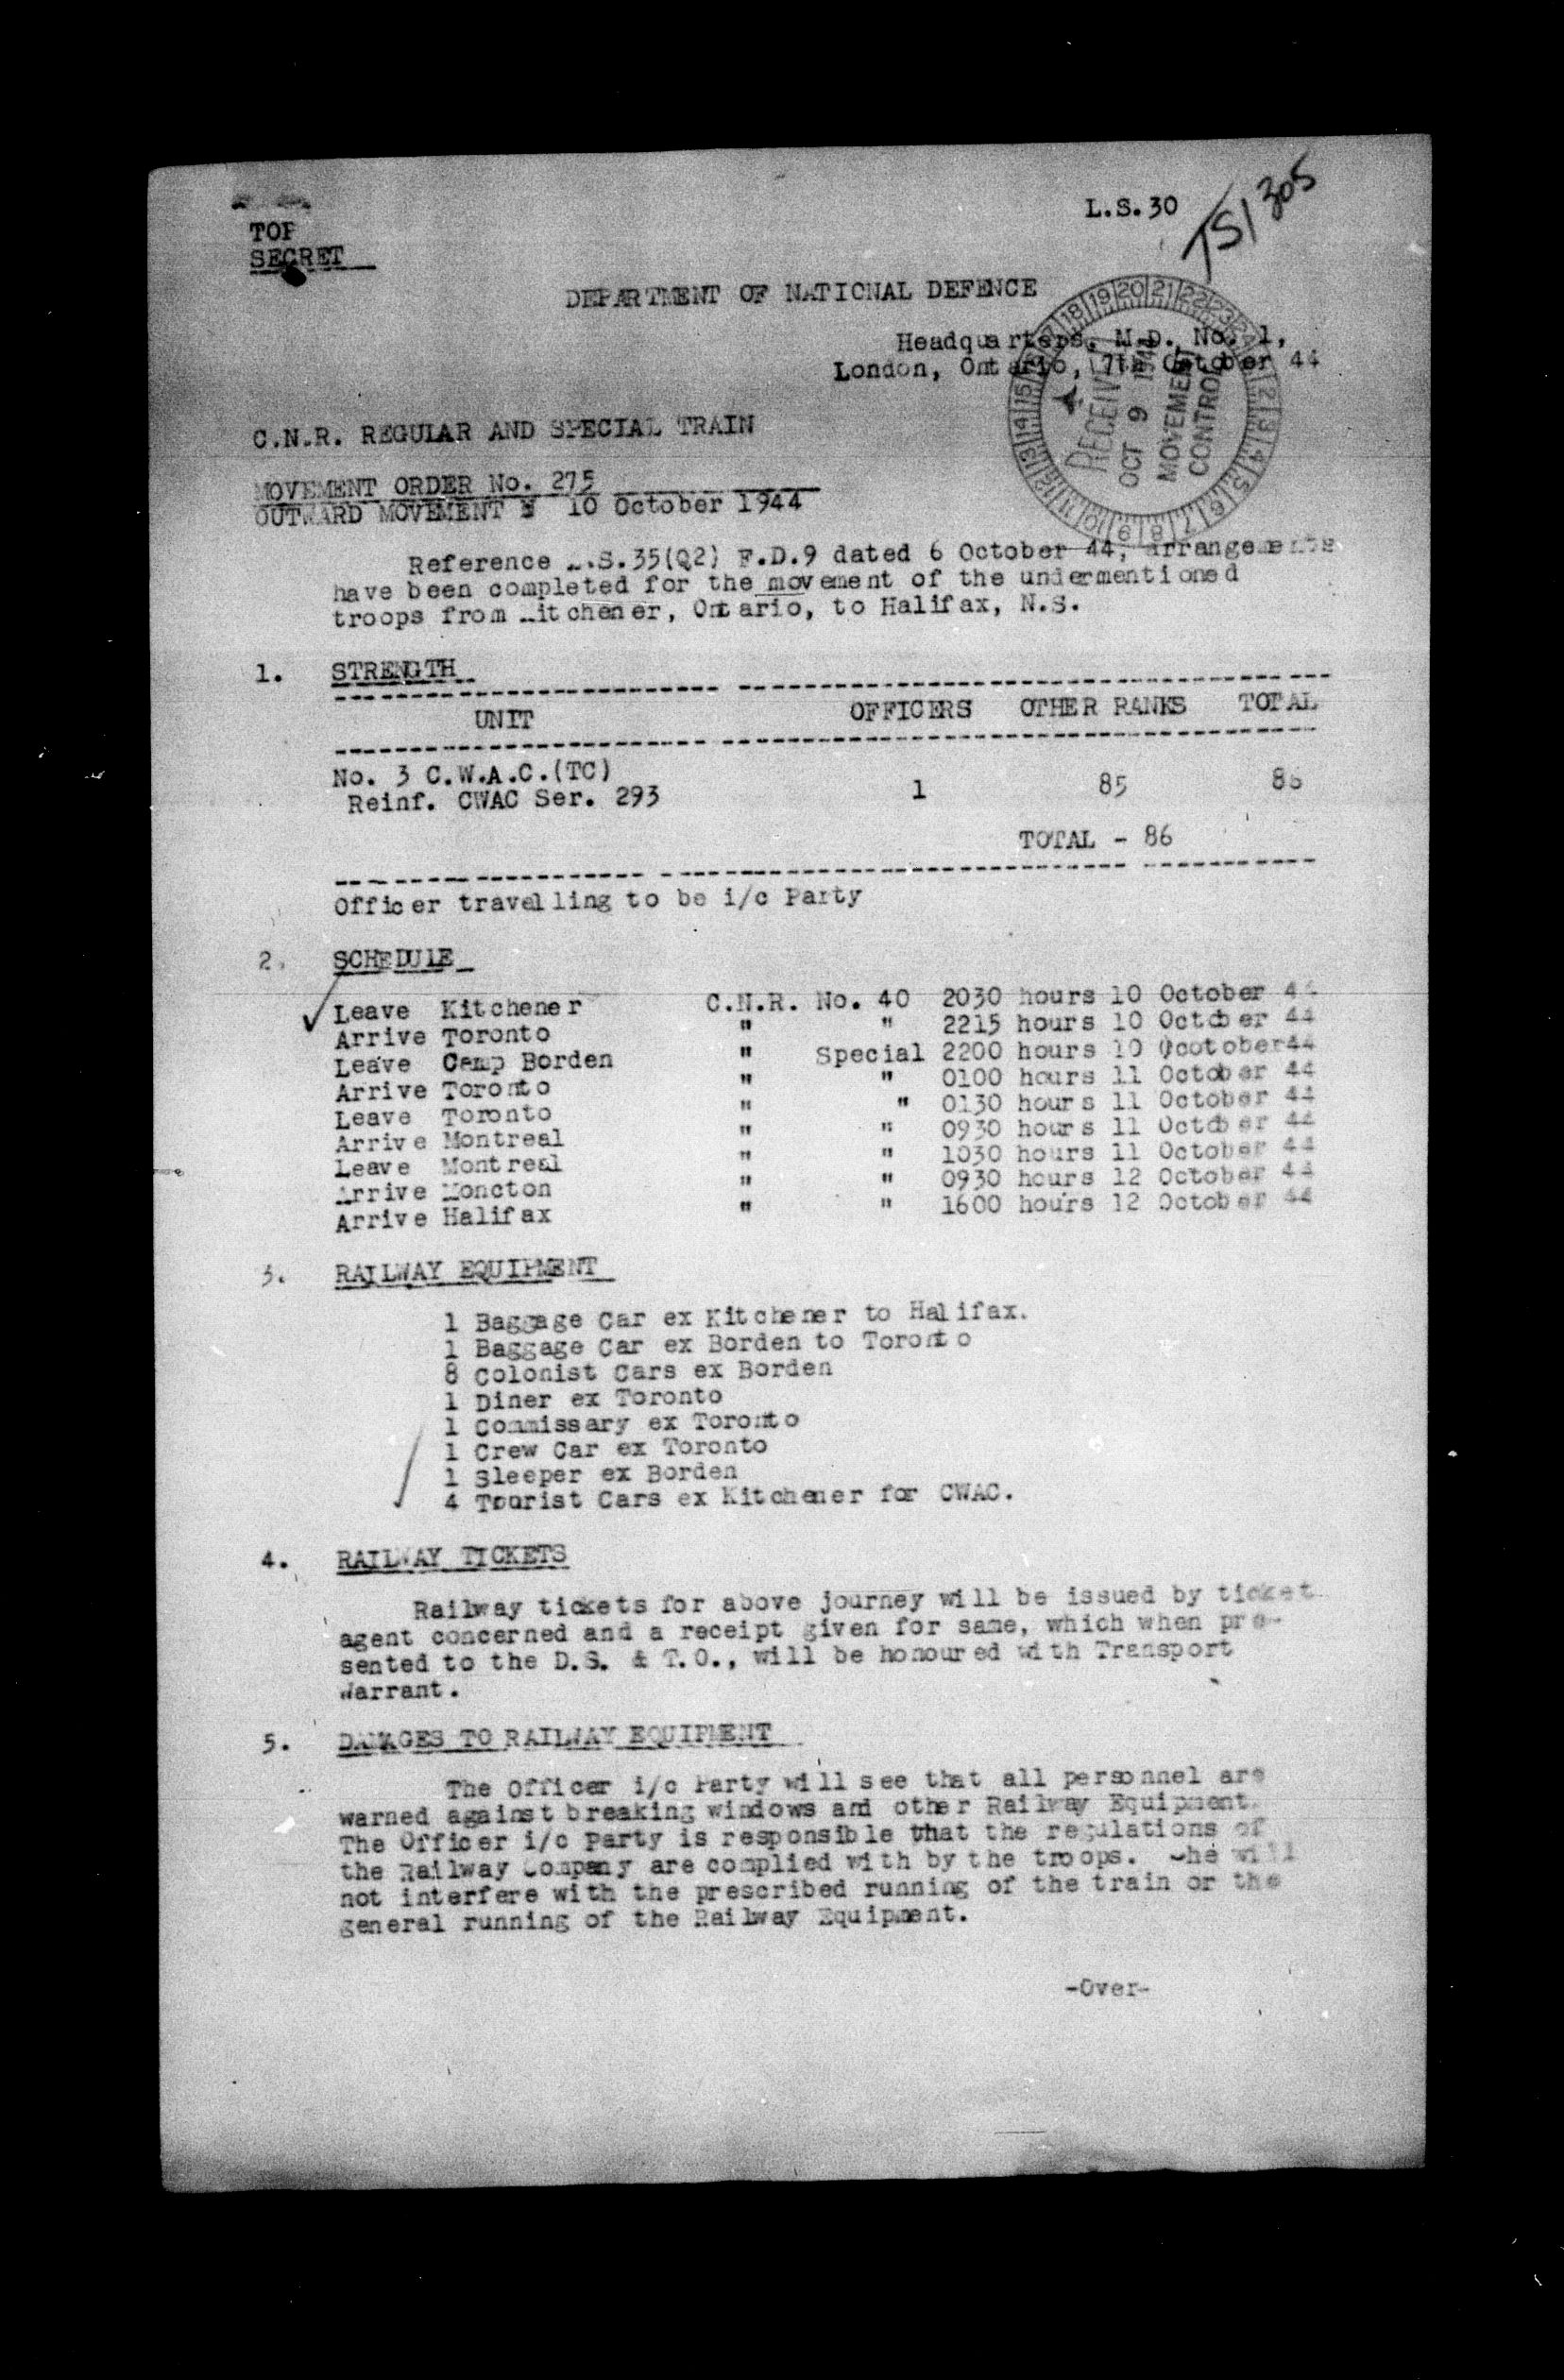 TOP
SECRET
L.S.30
TS/305
DEPARTMENT OF NATIONAL DEFENCE
Headquarters, M.D. No. 1,
London, Ontario, 7th October 44
RECEIVED
OCT 9 1944
MOVEMENT
CONTROL
C.N.R. REGULAR AND SPECIAL TRAIN
MOVEMENT ORDER No. 275
OUTWARD MOVEMENT 10 October 1944
Reference .S.35(Q2) F.D.9 dated 6 October 44, arrangements
have been completed for the movement of the undermentioned
troops from itchener, Ontario, to Halifax, N.S.
1. STRENGTH
UNIT OFFICERS OTHER RANKS TOTAL
No. 3 C.W.A.C.(TC)
Reinf. CWAC Ser. 293 1 85 86
TOTAL - 86
Officer travelling to be i/c Party
2. SCHEDULE
Leave Kitchener C.N.R. No. 40 2030 hours 10 October 44
Arrive Toronto " " 2215 hours 10 October 44
Leave Camp Borden " Special 2200 hours 10 Ocotober44
Arrive Toronto " " 0100 hours 11 October 44
Leave Toronto " " 0130 hours 11 October 44
Arrive Montreal " " 0930 hours 11 October 44
Leave Montreal " " 1030 hours 11 October 44
Arrive Moncton " " 0930 hours 12 October 44
Arrive Halifax " " 1600 hours 12 October 44
3. RAILWAY EQUIPMENT
1 Baggage Car ex Kitchener to Halifax.
1 Baggage Car ex Borden to Toronto
8 Colonist Cars ex Borden
1 Diner ex Toronto
1 Commissary ex Toronto
1 Crew Car ex Toronto
1 Sleeper ex Borden
4 Tourist Cars ex Kitchener for CWAC.
4. RAILWAY TICKETS
Railway tickets for above journey will be issued by ticket
agent concerned and a receipt given for same, which when pre-
sented to the D.S. & T.O., will be honoured with Transport
Warrant.
5. DAMAGES TO RAILWAY EQUIPMENT
The Officer i/c Party will see that all personnel are
warned against breaking windows and other Railway Equipment.
The Officer i/c Party is responsible that the regulations of
the Railway Company are complied with by the troops. She will
not interfere with the prescribed running of the train or the
general running of the Railway Equipment.
-Over-